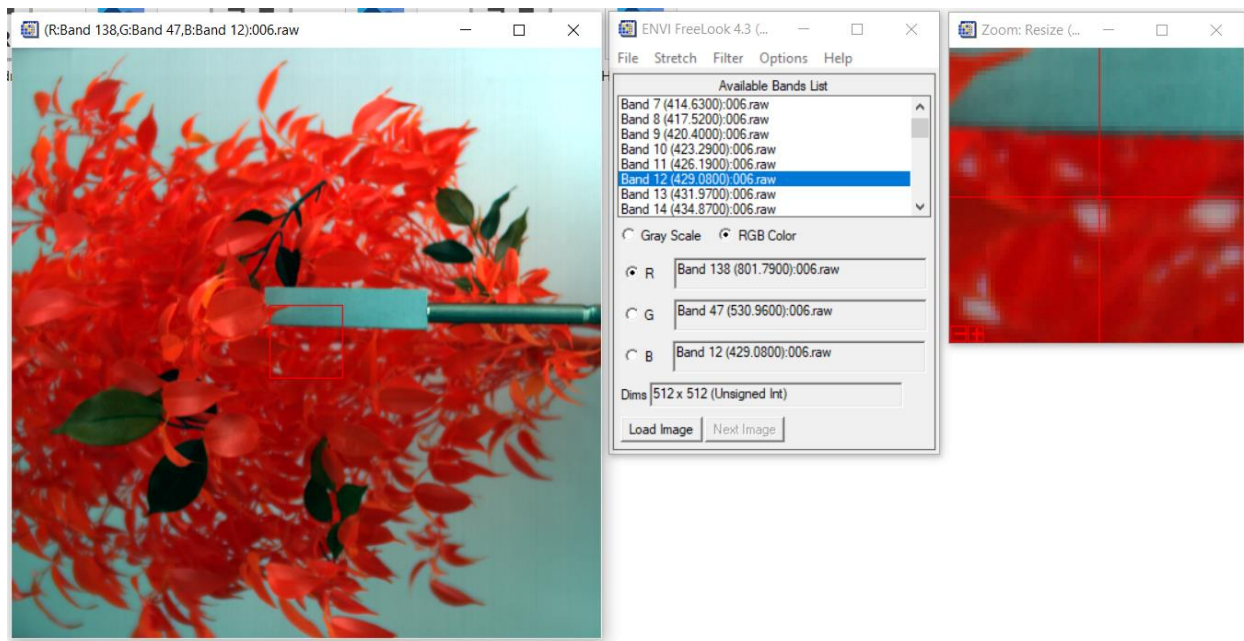 (R:Band 138,G:Band 47,B:Band 12):006.raw
ENVI FreeLook 4.3 (...
File Stretch Filter Options Help
Available Bands List
Band 7 (414.6300):006.raw
Band 8 (417.5200):006.raw
Band 9 (420.4000):006.raw
Band 10 (423.2900):006.raw
Band 11 (426.1900):006.raw
Band 12 (429.0800):006.raw
Band 13 (431.9700):006.raw
Band 14 (434.8700):006.raw
Gray Scale RGB Color
R Band 138 (801.7900):006.raw
G Band 47 (530.9600):006.raw
B Band 12 (429.0800):006.raw
Dims 512 x 512 (Unsigned Int)
Load Image Next Image
Zoom: Resize (...